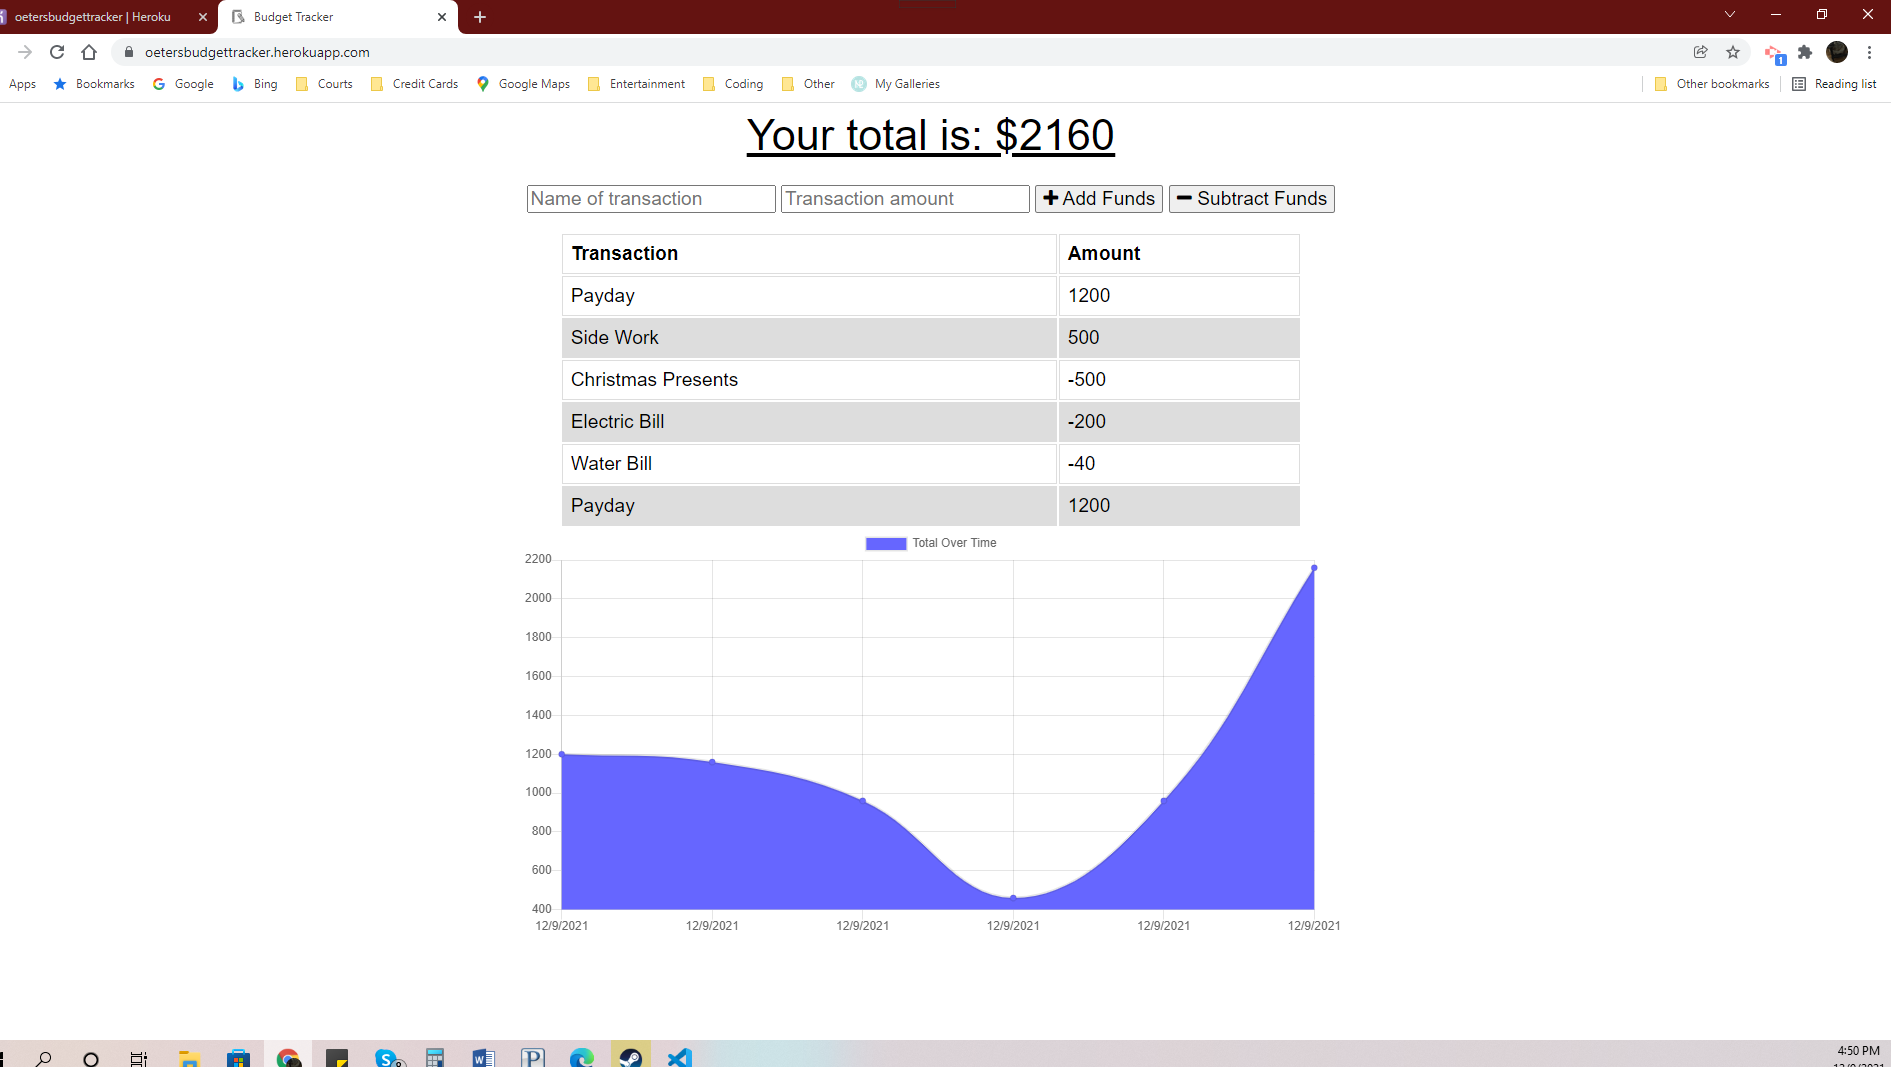 oetersbudgettracker | Heroku
Budget Tracker
oetersbudgettracker.herokuapp.com
1
Apps Bookmarks Google Bing Courts Credit Cards Google Maps Entertainment Coding Other My Galleries Other bookmarks Reading list
Your total is: $2160
Name of transaction Transaction amount Add Funds Subtract Funds
Transaction Amount
Payday 1200
Side Work 500
Christmas Presents -500
Electric Bill -200
Water Bill -40
Payday 1200
Total Over Time
2200
2000
1800
1600
1400
1200
1000
800
600
400
12/9/2021 12/9/2021 12/9/2021 12/9/2021 12/9/2021 12/9/2021
4:50 PM